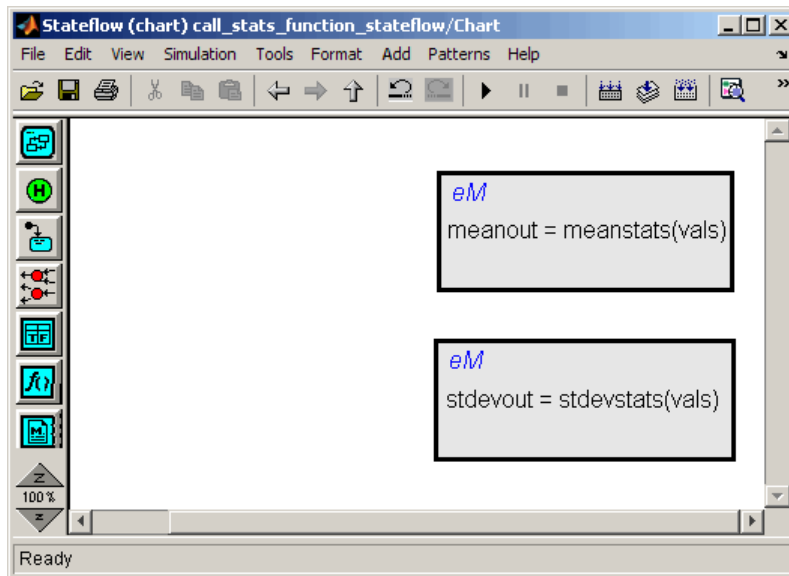 Stateflow (chart) call_stats_function_stateflow/Chart
File Edit View Simulation Tools Format Add Patterns Help
eM
meanout = meanstats(vals)
eM
stdevout = stdevstats(vals)
H
TF
f()
M
Z
100 %
z
Ready